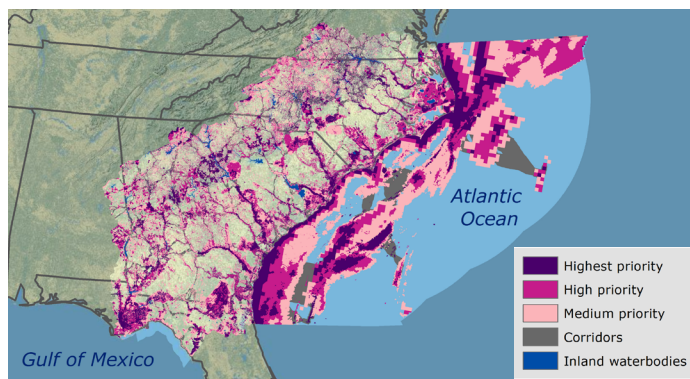 Atlantic
Ocean
Highest priority
High priority
Medium priority
Corridors
Inland waterbodies
Gulf of Mexico